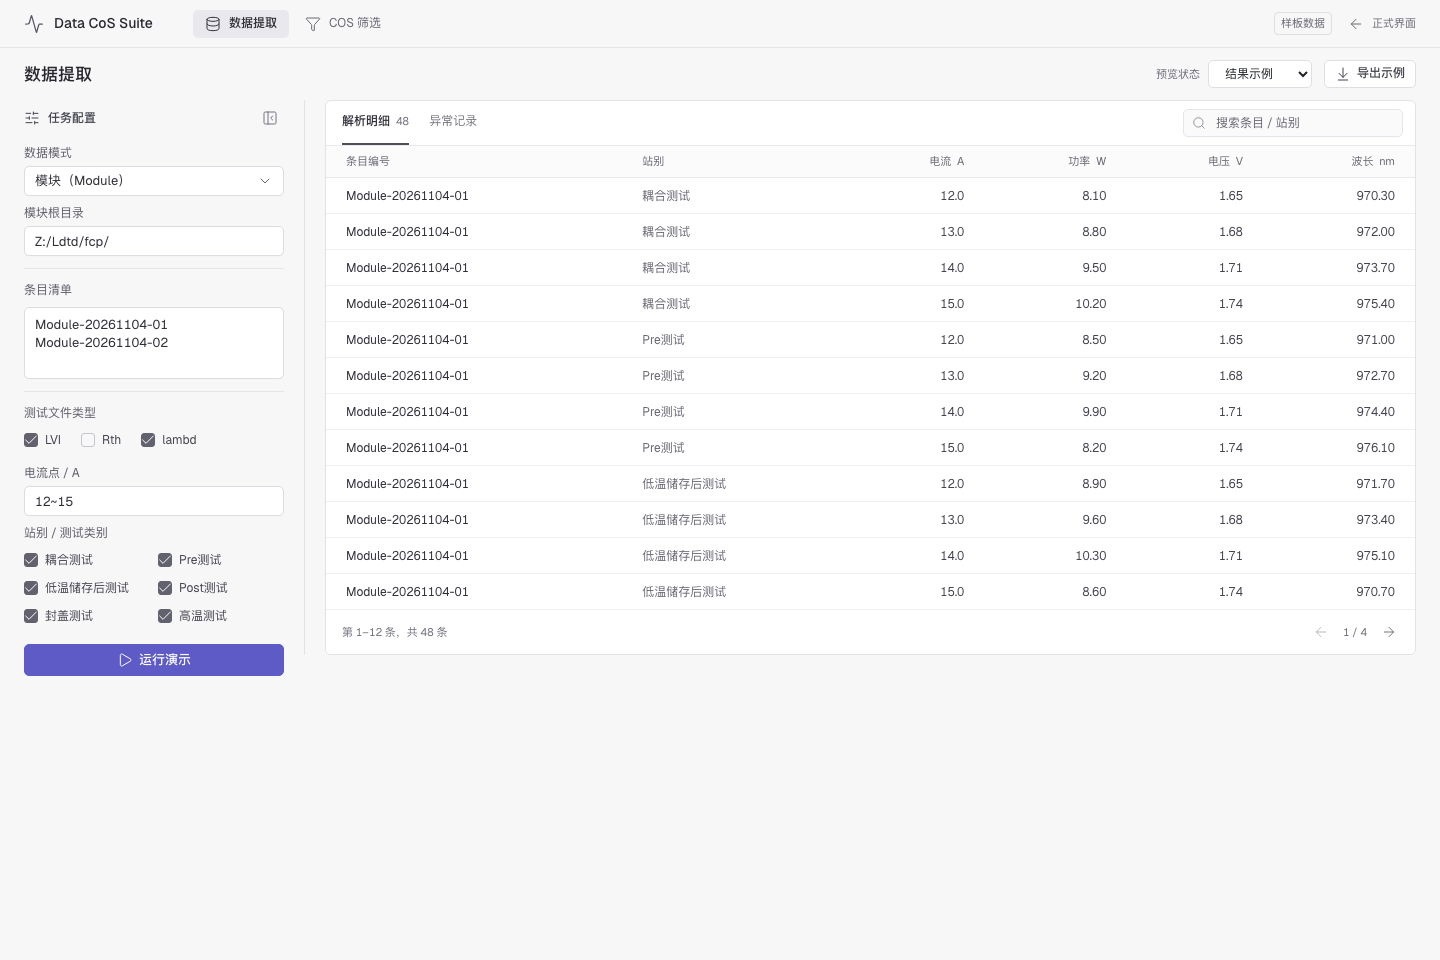 Data CoS Suite
数据提取
COS 筛选
样板数据
正式界面
数据提取
预览状态
结果示例
导出示例
任务配置
数据模式
模块（Module）
模块根目录
Z:/Ldtd/fcp/
条目清单
Module-20261104-01
Module-20261104-02
测试文件类型
LVI Rth lambd
电流点 / A
12~15
站别 / 测试类别
耦合测试 Pre测试
低温储存后测试 Post测试
封盖测试 高温测试
运行演示
解析明细 48 异常记录
搜索条目 / 站别
条目编号 站别 电流 A 功率 W 电压 V 波长 nm
Module-20261104-01 耦合测试 12.0 8.10 1.65 970.30
Module-20261104-01 耦合测试 13.0 8.80 1.68 972.00
Module-20261104-01 耦合测试 14.0 9.50 1.71 973.70
Module-20261104-01 耦合测试 15.0 10.20 1.74 975.40
Module-20261104-01 Pre测试 12.0 8.50 1.65 971.00
Module-20261104-01 Pre测试 13.0 9.20 1.68 972.70
Module-20261104-01 Pre测试 14.0 9.90 1.71 974.40
Module-20261104-01 Pre测试 15.0 8.20 1.74 976.10
Module-20261104-01 低温储存后测试 12.0 8.90 1.65 971.70
Module-20261104-01 低温储存后测试 13.0 9.60 1.68 973.40
Module-20261104-01 低温储存后测试 14.0 10.30 1.71 975.10
Module-20261104-01 低温储存后测试 15.0 8.60 1.74 970.70
第 1–12 条，共 48 条
1 / 4